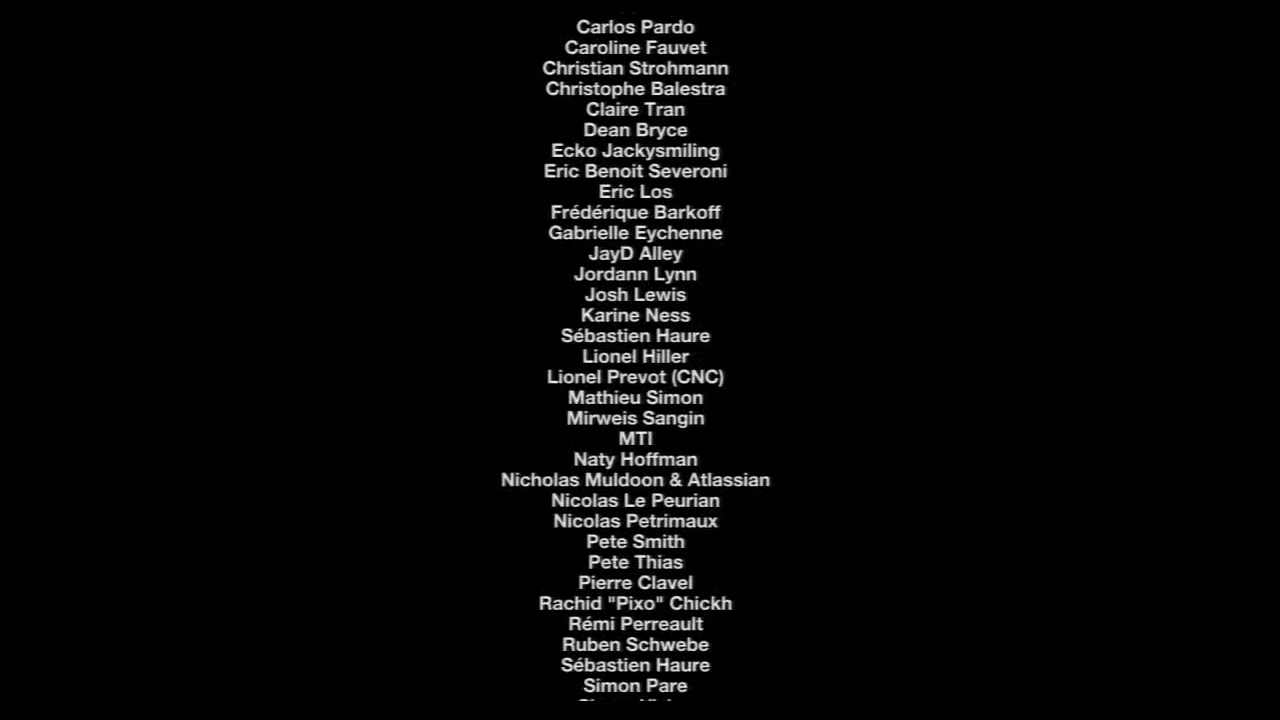 Carlos Pardo
Caroline Fauvet
Christian Strohmann
Christophe Balestra
Claire Tran
Dean Bryce
Ecko Jackysmiling
Eric Benoit Severoni
Eric Los
Frédérique Barkoff
Gabrielle Eychenne
JayD Alley
Jordann Lynn
Josh Lewis
Karine Ness
Sébastien Haure
Lionel Hiller
Lionel Prevot (CNC)
Mathieu Simon
Mirweis Sangin
MTI
Naty Hoffman
Nicholas Muldoon & Atlassian
Nicolas Le Peurian
Nicolas Petrimaux
Pete Smith
Pete Thias
Pierre Clavel
Rachid "Pixo" Chickh
Rémi Perreault
Ruben Schwebe
Sébastien Haure
Simon Pare